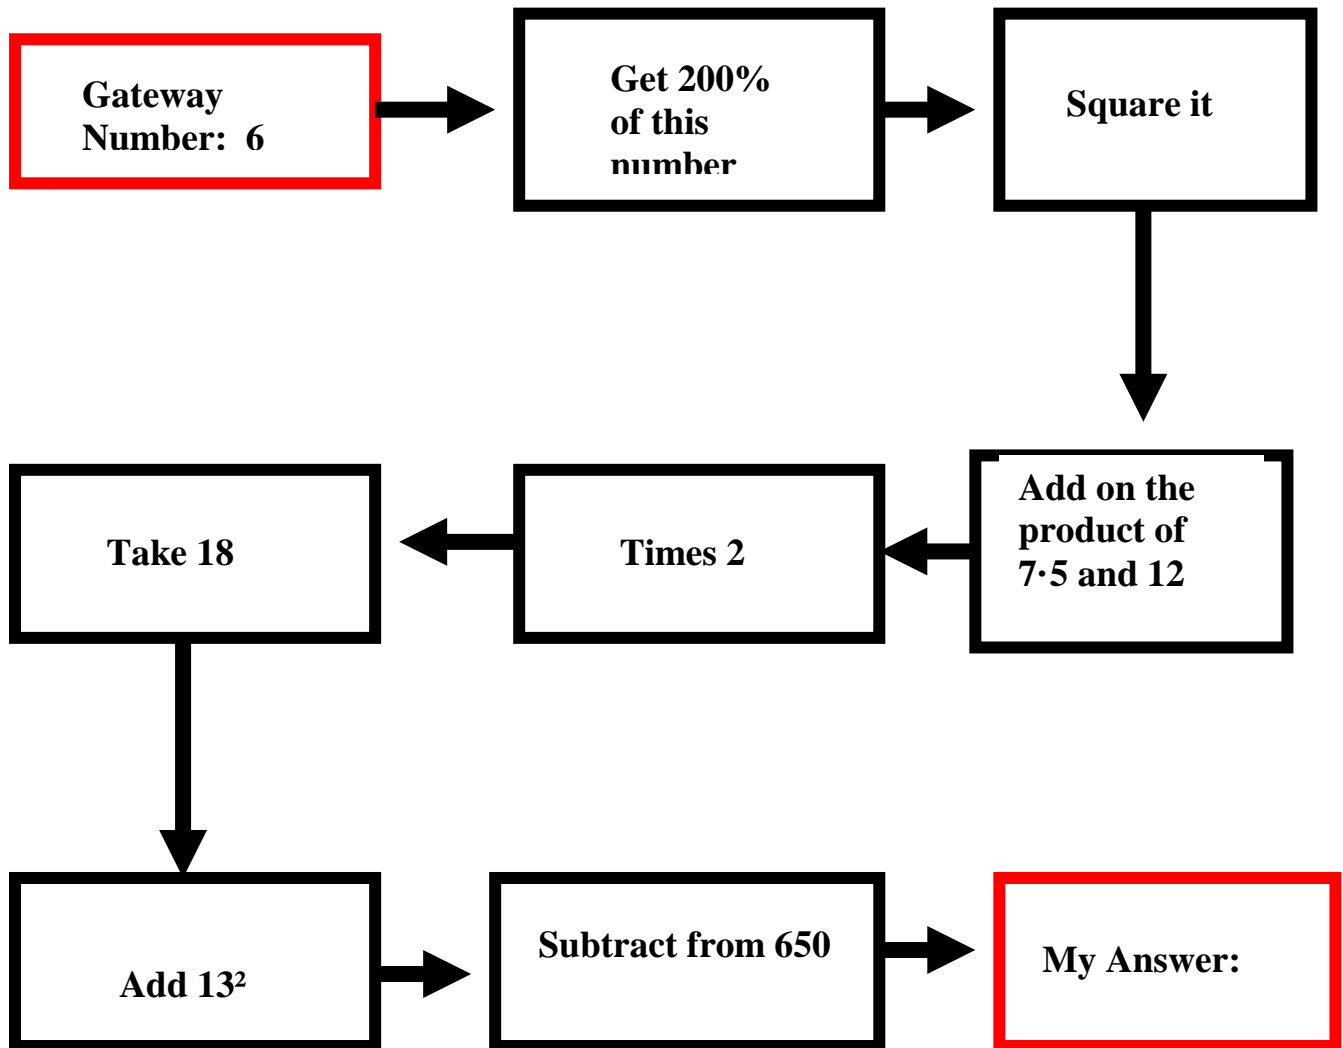 Gateway
Number: 6
Get 200%
of this
number
Square it
Add on the
product of
7·5 and 12
Times 2
Take 18
Add 13²
Subtract from 650
My Answer: